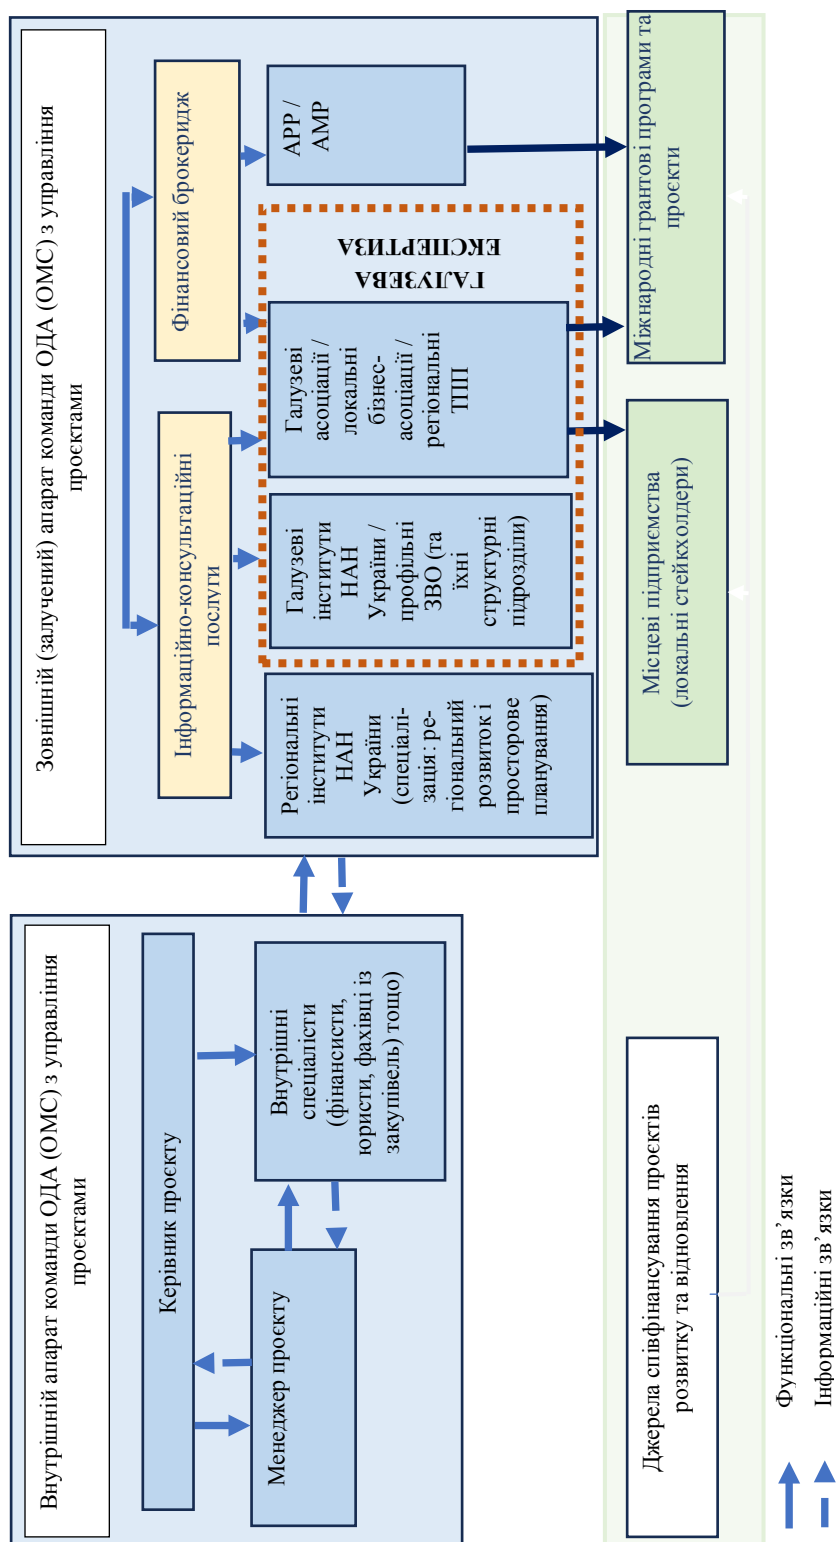 Внутрішній апарат команди ОДА (ОМС) з управління
проєктами
Керівник проєкту
Менеджер проєкту
Внутрішні
спеціалісти
(фінансисти,
юристи, фахівці із
закупівель) тощо)
Зовнішній (залучений) апарат команди ОДА (ОМС) з управління
проєктами
Інформаційно-консультаційні
послуги
Фінансовий брокеридж
Регіональні
інститути
НАН
України
(спеціалі-
зація: ре-
гіональний
розвиток і
просторове
планування)
Галузеві
інститути
НАН
України /
профільні
ЗВО (та
їхні
структурні
підрозділи)
Галузеві
асоціації /
локальні
бізнес-
асоціації /
регіональні
ТПП
ГАЛУЗЕВА
ЕКСПЕРТИЗА
АРР /
АМР
Джерела співфінансування проєктів
розвитку та відновлення
Місцеві підприємства
(локальні стейкхолдери)
Міжнародні грантові програми та
проєкти
Функціональні зв’язки
Інформаційні зв’язки